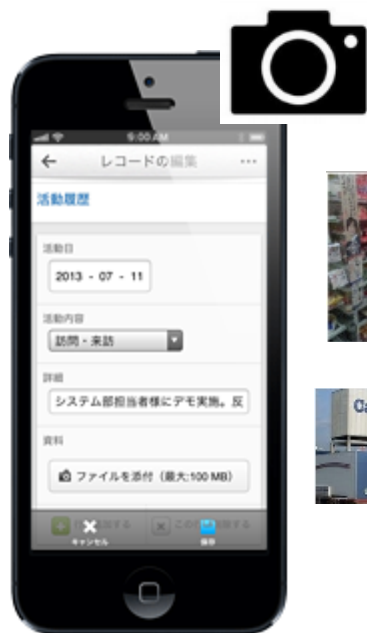 9:00 AM
レコードの編集
活動履歴
活動日
2013 - 07 - 11
活動内容
訪問・来訪
詳細
システム部担当者様にデモ実施。反
資料
ファイルを添付（最大:100 MB）
キャンセル
保存